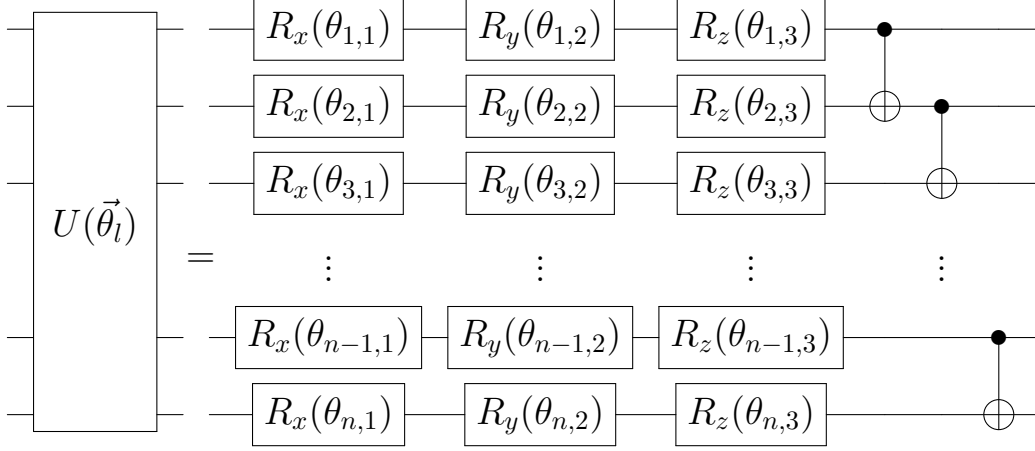 R_x(θ_{1,1}) R_y(θ_{1,2}) R_z(θ_{1,3})
R_x(θ_{2,1}) R_y(θ_{2,2}) R_z(θ_{2,3})
R_x(θ_{3,1}) R_y(θ_{3,2}) R_z(θ_{3,3})
U(\vec{θ}_l) = ⋮ ⋮ ⋮ ⋮
R_x(θ_{n−1,1}) R_y(θ_{n−1,2}) R_z(θ_{n−1,3})
R_x(θ_{n,1}) R_y(θ_{n,2}) R_z(θ_{n,3})